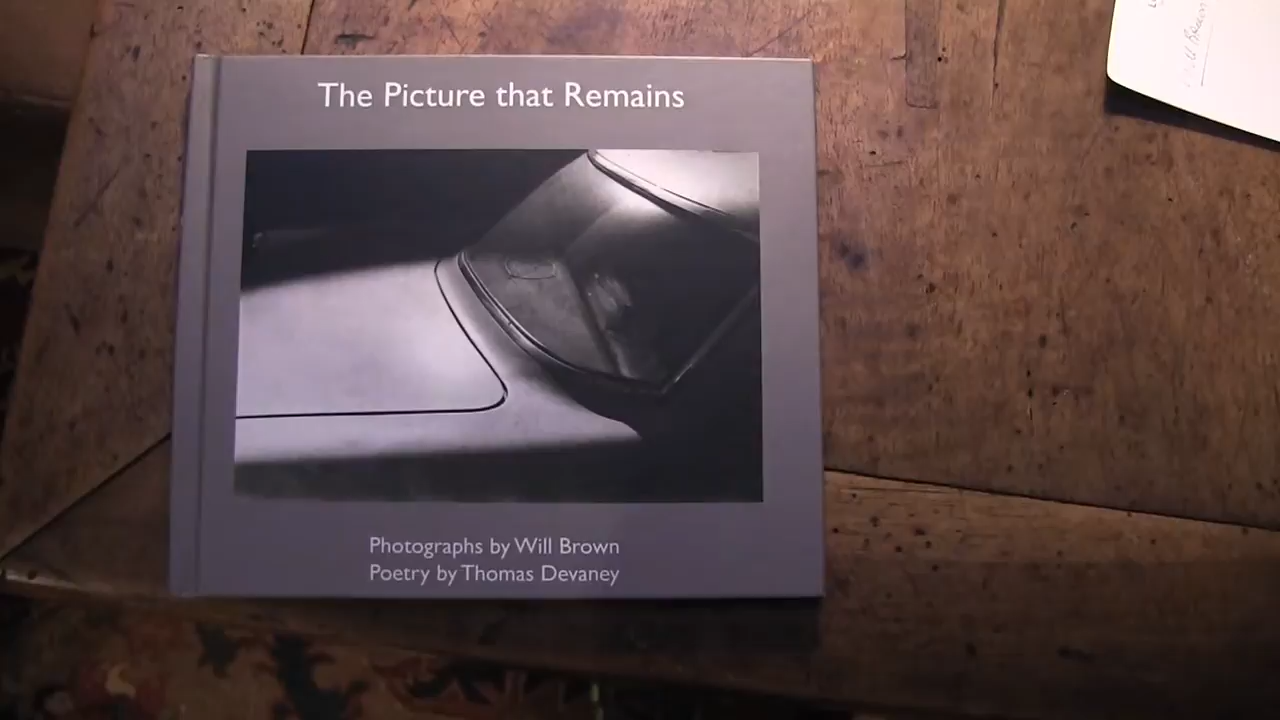 The Picture that Remains
Photographs by Will Brown
Poetry by Thomas Devaney